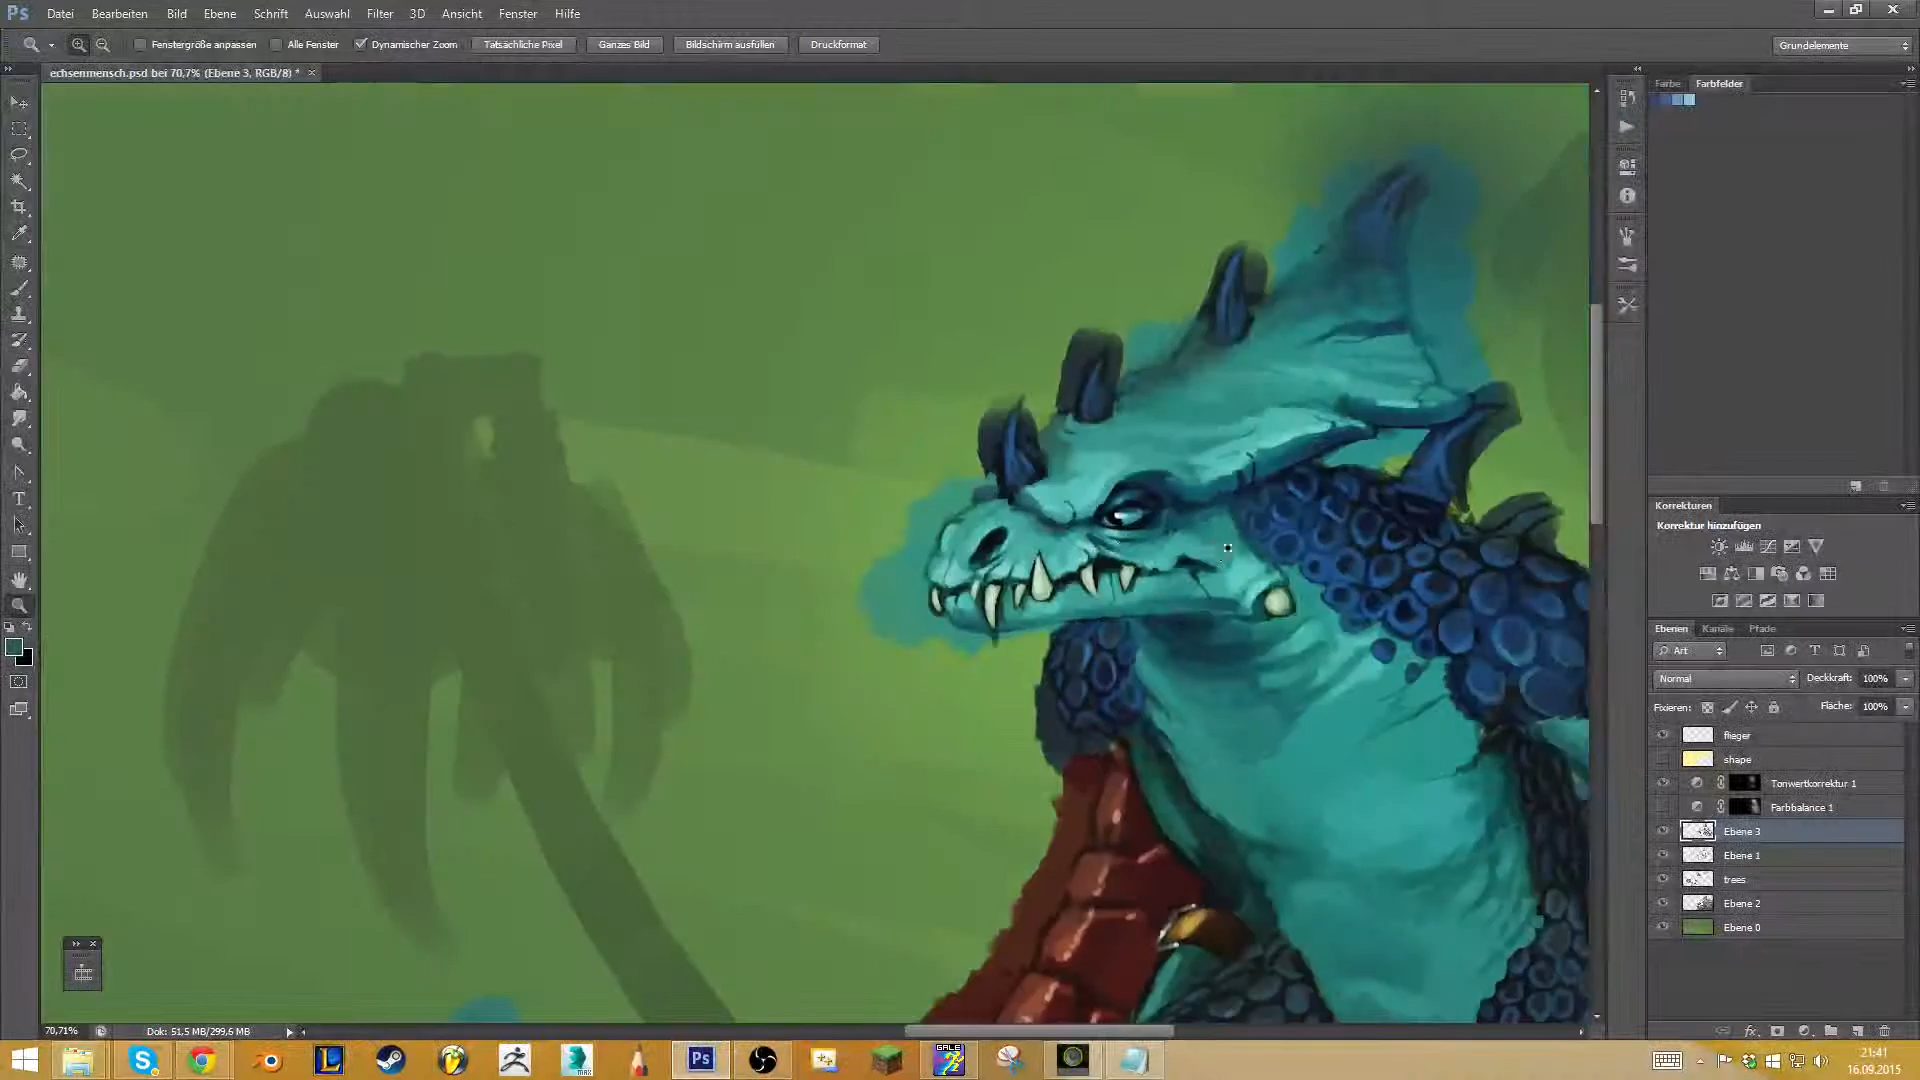 Ps Datei Bearbeiten Bild Ebene Schrift Auswahl Filter 3D Ansicht Fenster Hilfe
Fenstergröße anpassen Alle Fenster Dynamischer Zoom Tatsächliche Pixel Ganzes Bild Bildschirm ausfüllen Druckformat Grundelemente
echsenmensch.psd bei 70,7% (Ebene 3, RGB/8) *
Farbe Farbfelder
Korrekturen
Korrektur hinzufügen
Ebenen Kanäle Pfade
Art
Normal Deckkraft: 100%
Fixieren: Fläche: 100%
flieger
shape
Tonwertkorrektur 1
Farbbalance 1
Ebene 3
Ebene 1
trees
Ebene 2
Ebene 0
70,71% Dok: 51,5 MB/299,6 MB
GALE
MAX
Ps
21:41
16.09.2015